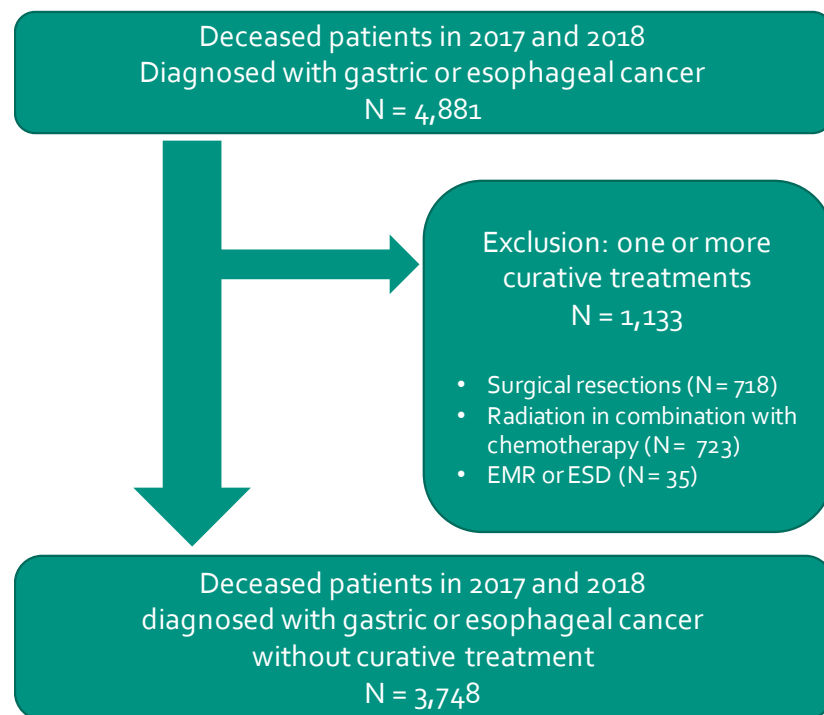 Deceased patients in 2017 and 2018
Diagnosed with gastric or esophageal cancer
N = 4,881
Exclusion: one or more
curative treatments
N = 1,133
• Surgical resections (N = 718)
• Radiation in combination with
chemotherapy (N = 723)
• EMR or ESD (N = 35)
Deceased patients in 2017 and 2018
diagnosed with gastric or esophageal cancer
without curative treatment
N = 3,748